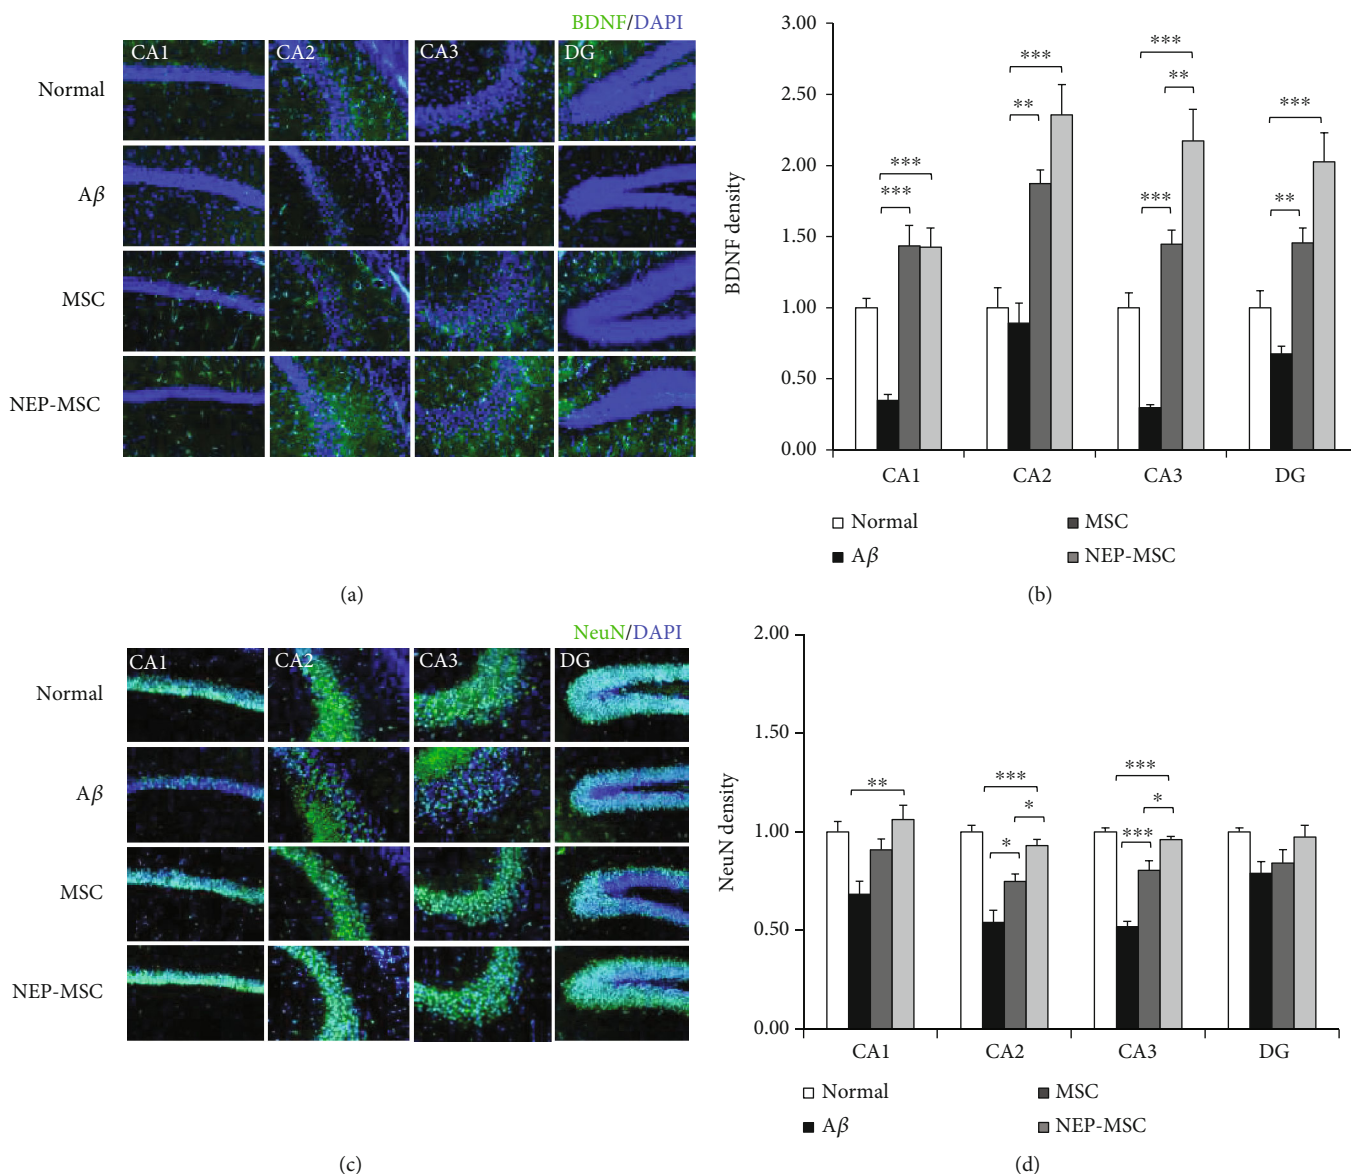 BDNF/DAPI
CA1 CA2 CA3 DG
Normal
Aβ
MSC
NEP-MSC
(a)
3.00
2.50
2.00
1.50
1.00
0.50
0.00
BDNF density
*** *** ** *** *** ** *** ** ***
CA1 CA2 CA3 DG
Normal MSC
Aβ NEP-MSC
(b)
NeuN/DAPI
CA1 CA2 CA3 DG
Normal
Aβ
MSC
NEP-MSC
(c)
2.00
1.50
1.00
0.50
0.00
NeuN density
** *** * * *** * ***
CA1 CA2 CA3 DG
Normal MSC
Aβ NEP-MSC
(d)